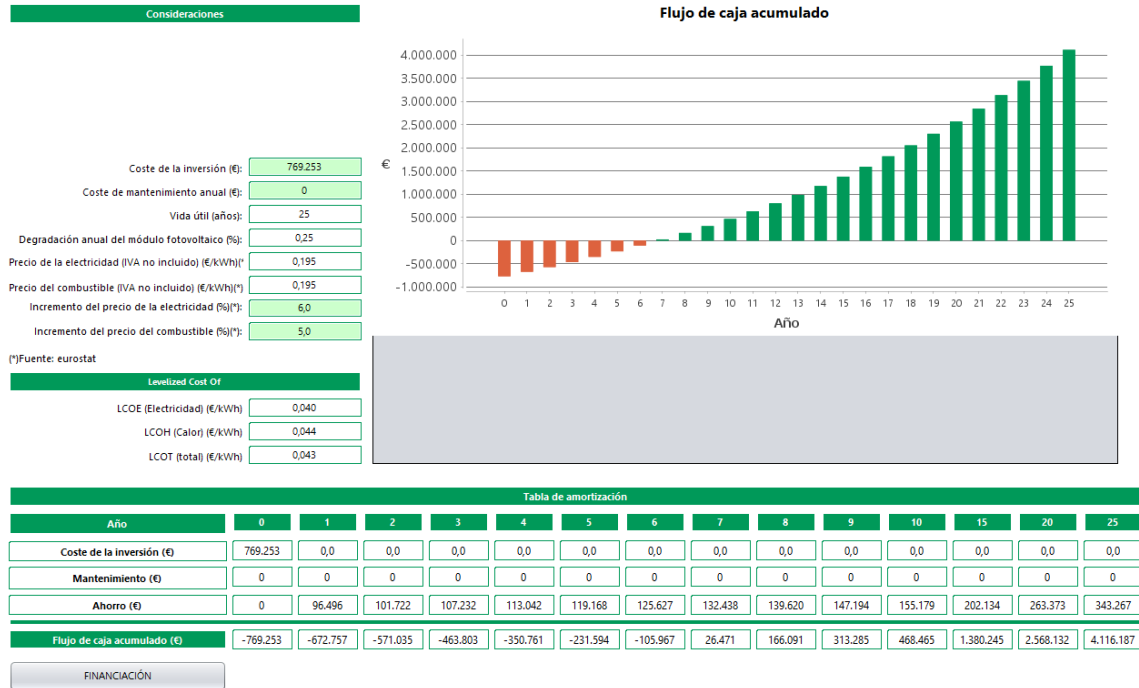 Consideraciones
Coste de la inversión (€): 769.253
Coste de mantenimiento anual (€): 0
Vida útil (años): 25
Degradación anual del módulo fotovoltaico (%): 0,25
Precio de la electricidad (IVA no incluido) (€/kWh)(* 0,195
Precio del combustible (IVA no incluido) (€/kWh)(*) 0,195
Incremento del precio de la electricidad (%)(*): 6,0
Incremento del precio del combustible (%)(*): 5,0
(*)Fuente: eurostat
Levelized Cost Of
LCOE (Electricidad) (€/kWh) 0,040
LCOH (Calor) (€/kWh) 0,044
LCOT (total) (€/kWh) 0,043
Flujo de caja acumulado
€
4.000.000
3.500.000
3.000.000
2.500.000
2.000.000
1.500.000
1.000.000
500.000
0
-500.000
-1.000.000
0 1 2 3 4 5 6 7 8 9 10 11 12 13 14 15 16 17 18 19 20 21 22 23 24 25
Año
Tabla de amortización
Año 0 1 2 3 4 5 6 7 8 9 10 15 20 25
Coste de la inversión (€) 769.253 0,0 0,0 0,0 0,0 0,0 0,0 0,0 0,0 0,0 0,0 0,0 0,0 0,0
Mantenimiento (€) 0 0 0 0 0 0 0 0 0 0 0 0 0 0
Ahorro (€) 0 96.496 101.722 107.232 113.042 119.168 125.627 132.438 139.620 147.194 155.179 202.134 263.373 343.267
Flujo de caja acumulado (€) -769.253 -672.757 -571.035 -463.803 -350.761 -231.594 -105.967 26.471 166.091 313.285 468.465 1.380.245 2.568.132 4.116.187
FINANCIACIÓN